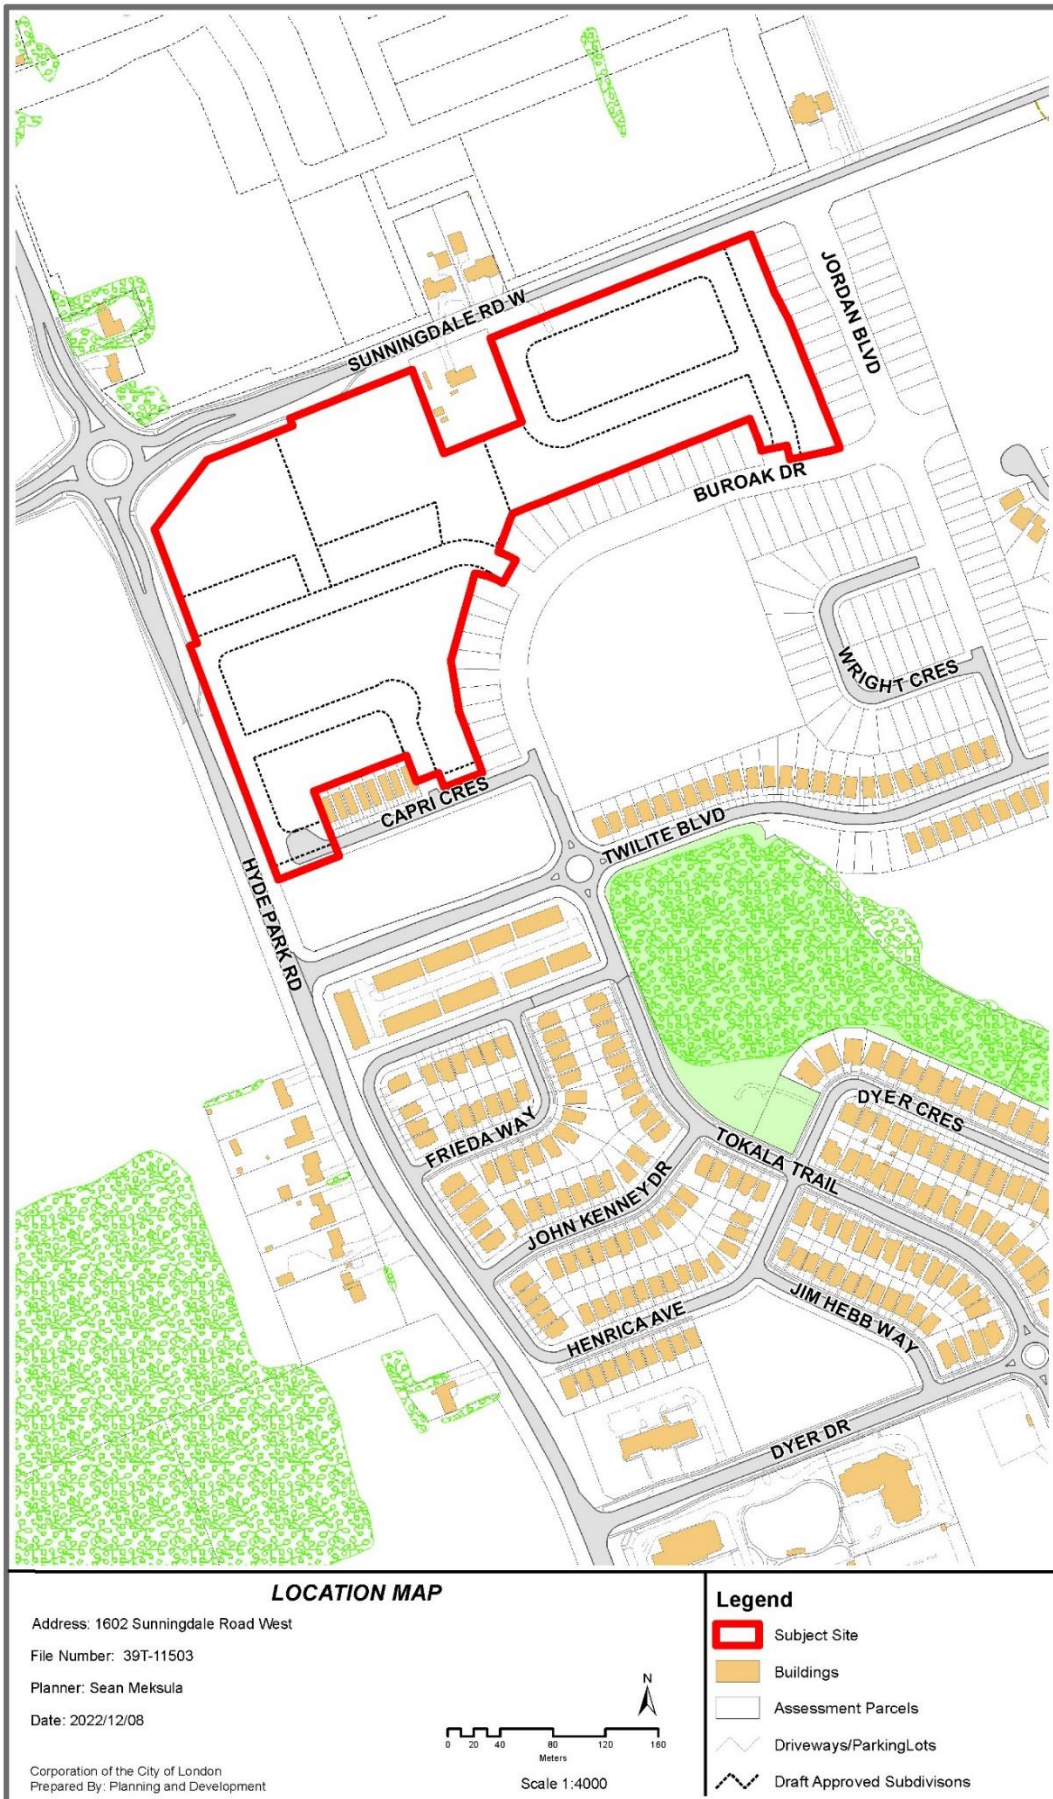 SUNNINGDALE RD W
JORDAN BLVD
BUROAK DR
WRIGHT CRES
CAPRI CRES
TWILITE BLVD
HYDE PARK RD
DYER CRES
FRIEDA WAY
TOKALA TRAIL
JOHN KENNEY DR
JIM HEBB WAY
HENRICA AVE
DYER DR
LOCATION MAP
Address: 1602 Sunningdale Road West
File Number: 39T-11503
Planner: Sean Meksula
Date: 2022/12/08
Corporation of the City of London
Prepared By: Planning and Development
N
0 20 40 80 120 160
Meters
Scale 1:4000
Legend
Subject Site
Buildings
Assessment Parcels
Driveways/ParkingLots
Draft Approved Subdivisons